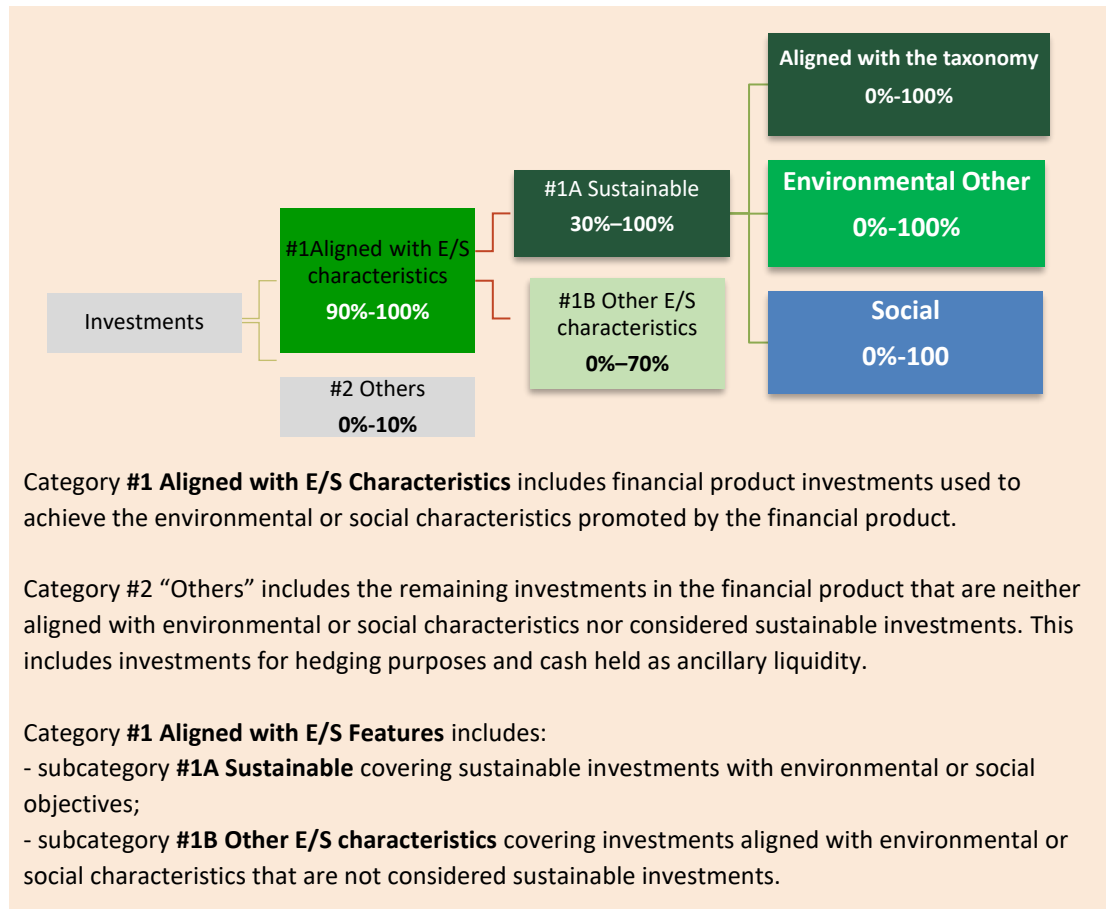 Aligned with the taxonomy
0%-100%
#1A Sustainable
30%–100%
Environmental Other
0%-100%
#1Aligned with E/S
characteristics
90%-100%
Investments
#1B Other E/S
characteristics
0%–70%
Social
0%-100
#2 Others
0%-10%
Category #1 Aligned with E/S Characteristics includes financial product investments used to
achieve the environmental or social characteristics promoted by the financial product.
Category #2 “Others” includes the remaining investments in the financial product that are neither
aligned with environmental or social characteristics nor considered sustainable investments. This
includes investments for hedging purposes and cash held as ancillary liquidity.
Category #1 Aligned with E/S Features includes:
- subcategory #1A Sustainable covering sustainable investments with environmental or social
objectives;
- subcategory #1B Other E/S characteristics covering investments aligned with environmental or
social characteristics that are not considered sustainable investments.